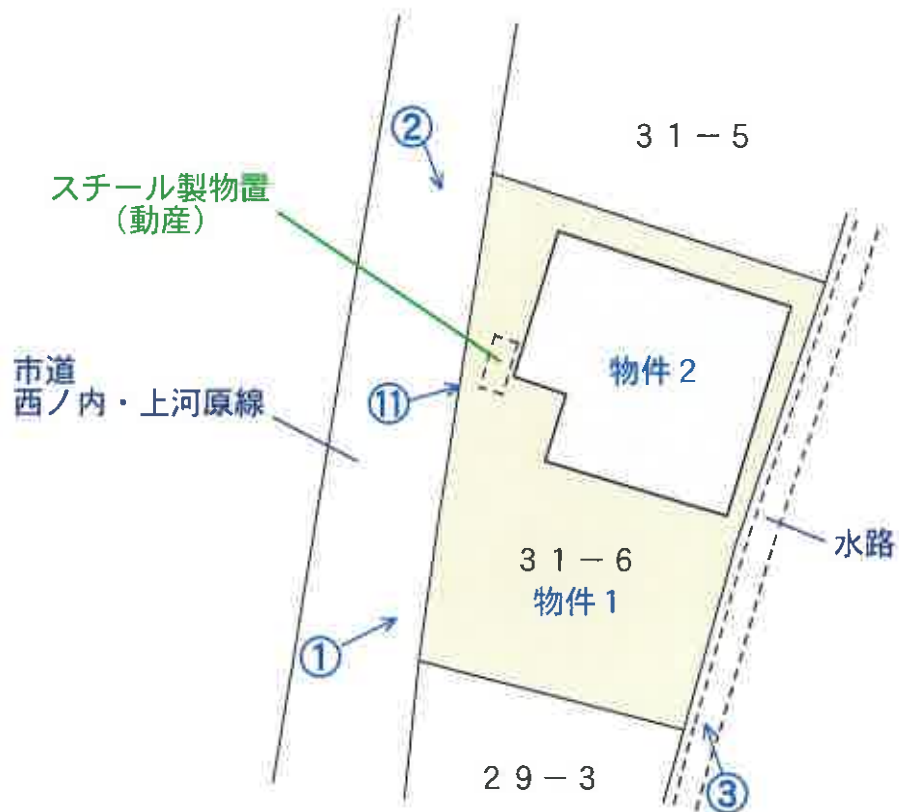 ②
31-5
スチール製物置
(動産)
市道
西ノ内・上河原線
物件2
⑪
水路
31-6
物件1
①
29-3
③